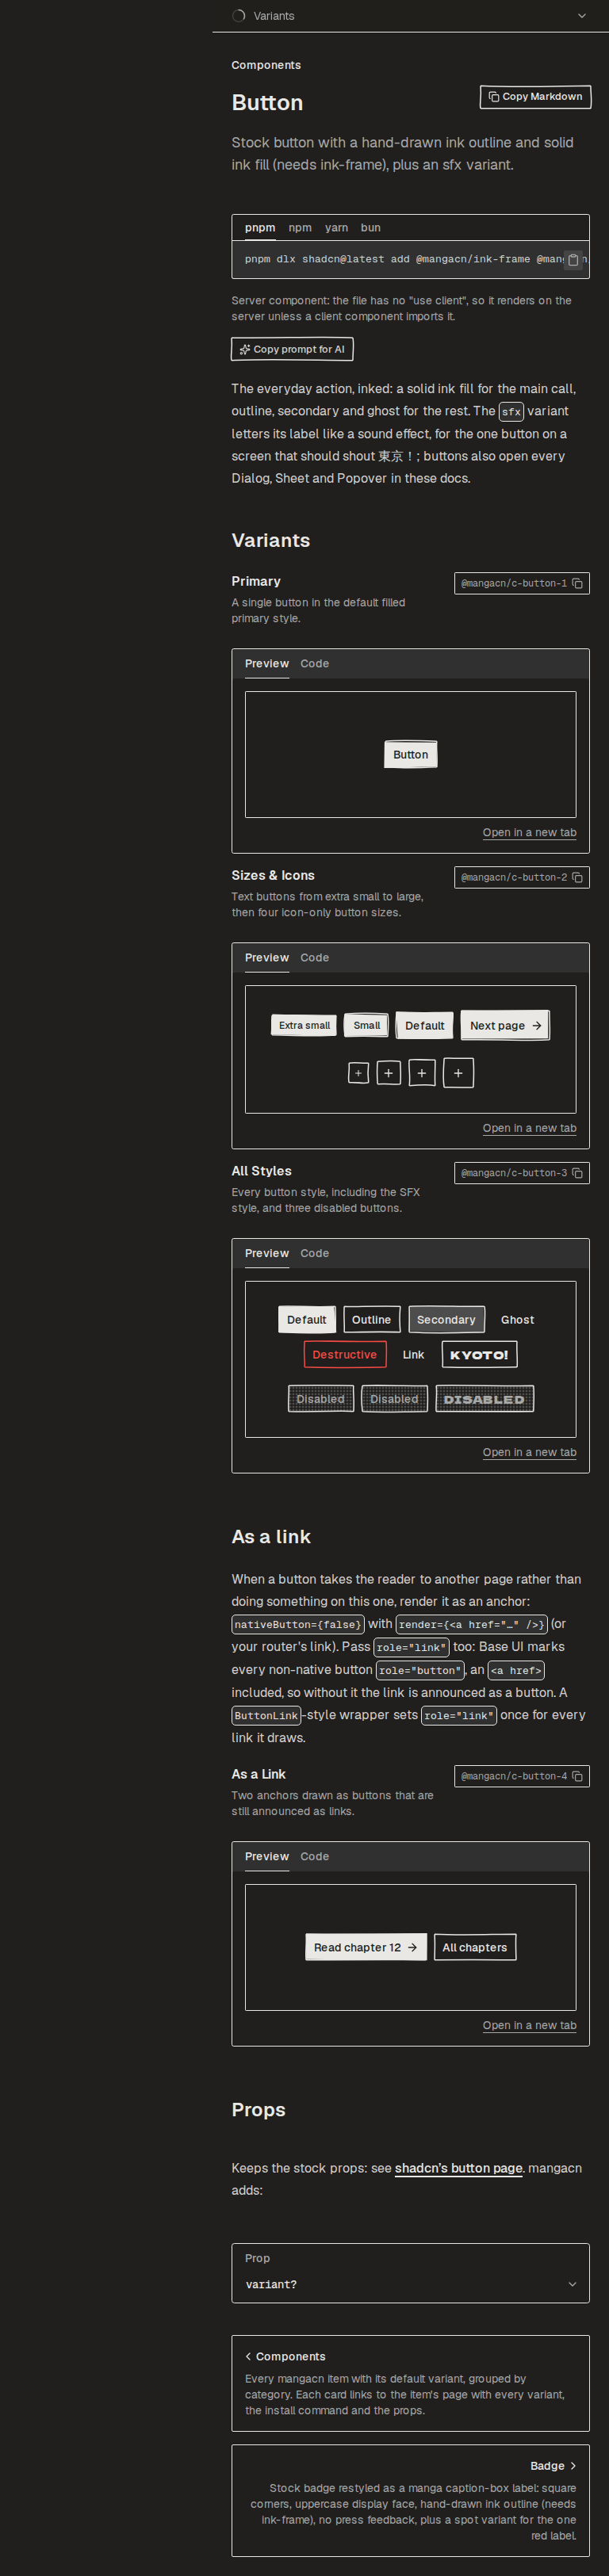 Variants
Components
Button
Copy Markdown
Stock button with a hand-drawn ink outline and solid
ink fill (needs ink-frame), plus an sfx variant.
pnpm npm yarn bun
pnpm dlx shadcn@latest add @mangacn/ink-frame
Server component: the file has no "use client", so it renders on the
server unless a client component imports it.
Copy prompt for AI
The everyday action, inked: a solid ink fill for the main call,
outline, secondary and ghost for the rest. The sfx variant
letters its label like a sound effect, for the one button on a
screen that should shout 東京！; buttons also open every
Dialog, Sheet and Popover in these docs.
Variants
Primary
@mangacn/c-button-1
A single button in the default filled
primary style.
Preview Code
Button
Open in a new tab
Sizes & Icons
@mangacn/c-button-2
Text buttons from extra small to large,
then four icon-only button sizes.
Preview Code
Extra small Small Default Next page →
+ + + +
Open in a new tab
All Styles
@mangacn/c-button-3
Every button style, including the SFX
style, and three disabled buttons.
Preview Code
Default Outline Secondary Ghost
Destructive Link KYOTO!
Disabled Disabled DISABLED
Open in a new tab
As a link
When a button takes the reader to another page rather than
doing something on this one, render it as an anchor:
nativeButton={false} with render={<a href="…" />} (or
your router's link). Pass role="link" too: Base UI marks
every non-native button role="button", an <a href>
included, so without it the link is announced as a button. A
ButtonLink-style wrapper sets role="link" once for every
link it draws.
As a Link
@mangacn/c-button-4
Two anchors drawn as buttons that are
still announced as links.
Preview Code
Read chapter 12 → All chapters
Open in a new tab
Props
Keeps the stock props: see shadcn's button page. mangacn
adds:
Prop
variant?
Components
Every mangacn item with its default variant, grouped by
category. Each card links to the item's page with every variant,
the install command and the props.
Badge
Stock badge restyled as a manga caption-box label: square
corners, uppercase display face, hand-drawn ink outline (needs
ink-frame), no press feedback, plus a spot variant for the one
red label.